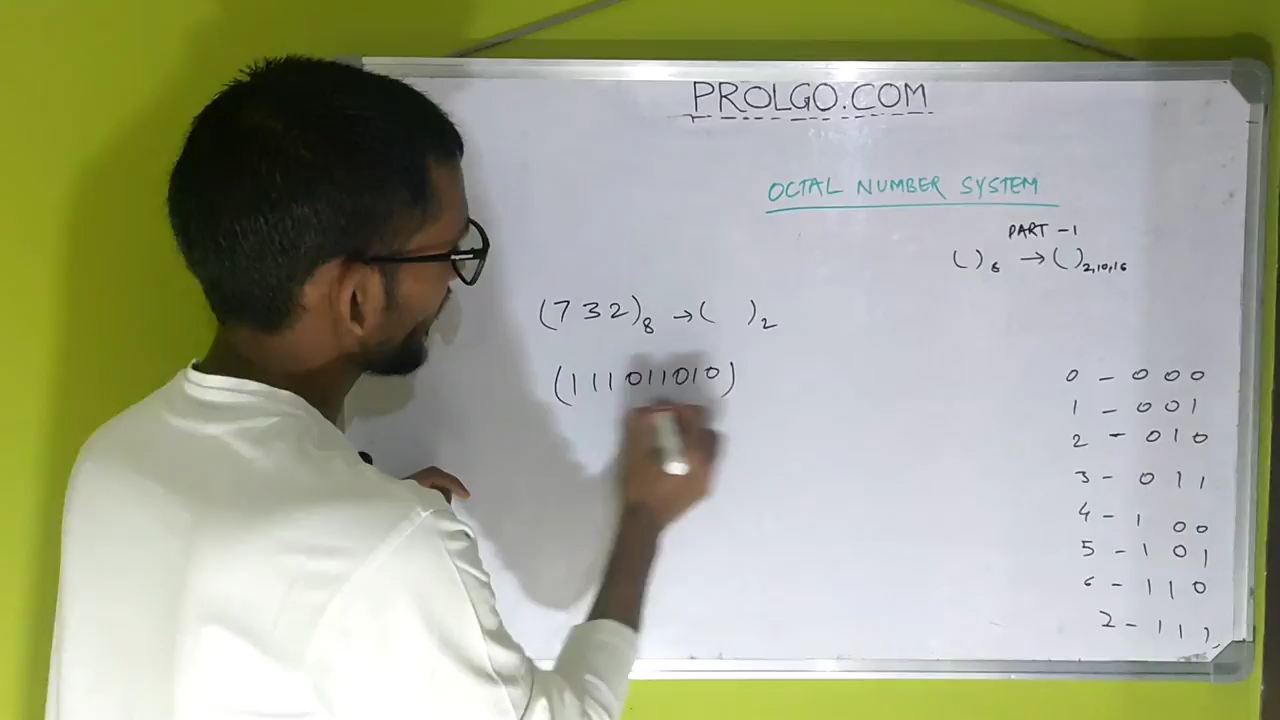 PROLGO.COM
OCTAL NUMBER SYSTEM
PART - 1
( )8 → ( )2,10,16
(732)8 → ( )2
(111011010)
0 - 000
1 - 001
2 - 010
3 - 011
4 - 100
5 - 101
6 - 110
2 - 111